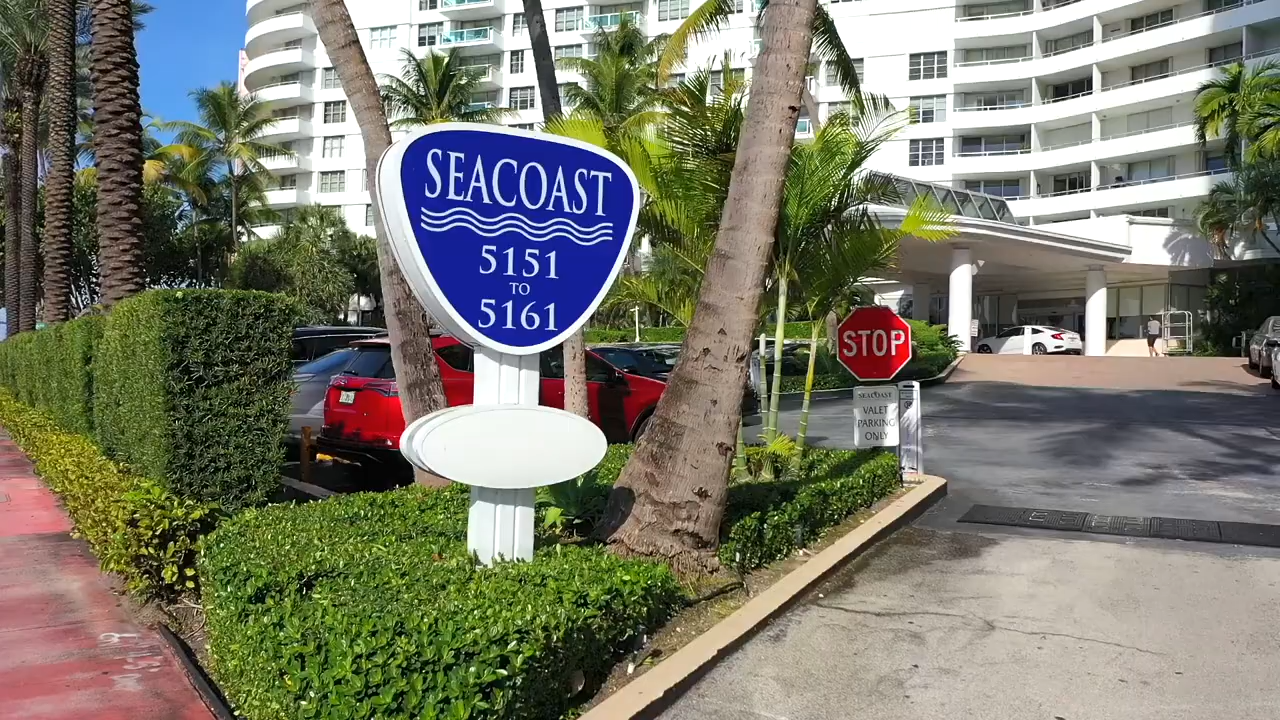 SEACOAST
5151
TO
5161
STOP
SEACOAST
VALET
PARKING
ONLY